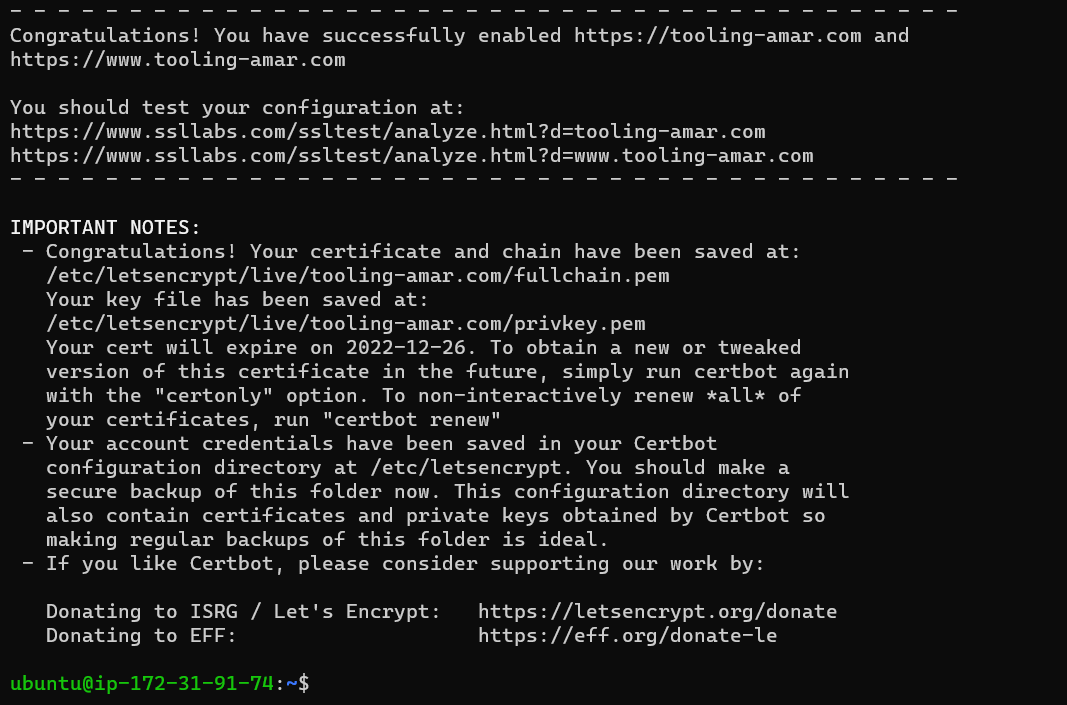 - - - - - - - - - - - - - - - - - - - - - - - - - - - - - - - - - - - - - - - -
Congratulations! You have successfully enabled https://tooling-amar.com and
https://www.tooling-amar.com
You should test your configuration at:
https://www.ssllabs.com/ssltest/analyze.html?d=tooling-amar.com
https://www.ssllabs.com/ssltest/analyze.html?d=www.tooling-amar.com
- - - - - - - - - - - - - - - - - - - - - - - - - - - - - - - - - - - - - - - -
IMPORTANT NOTES:
- Congratulations! Your certificate and chain have been saved at:
/etc/letsencrypt/live/tooling-amar.com/fullchain.pem
Your key file has been saved at:
/etc/letsencrypt/live/tooling-amar.com/privkey.pem
Your cert will expire on 2022-12-26. To obtain a new or tweaked
version of this certificate in the future, simply run certbot again
with the "certonly" option. To non-interactively renew *all* of
your certificates, run "certbot renew"
- Your account credentials have been saved in your Certbot
configuration directory at /etc/letsencrypt. You should make a
secure backup of this folder now. This configuration directory will
also contain certificates and private keys obtained by Certbot so
making regular backups of this folder is ideal.
- If you like Certbot, please consider supporting our work by:
Donating to ISRG / Let's Encrypt:   https://letsencrypt.org/donate
Donating to EFF:                    https://eff.org/donate-le
ubuntu@ip-172-31-91-74:~$